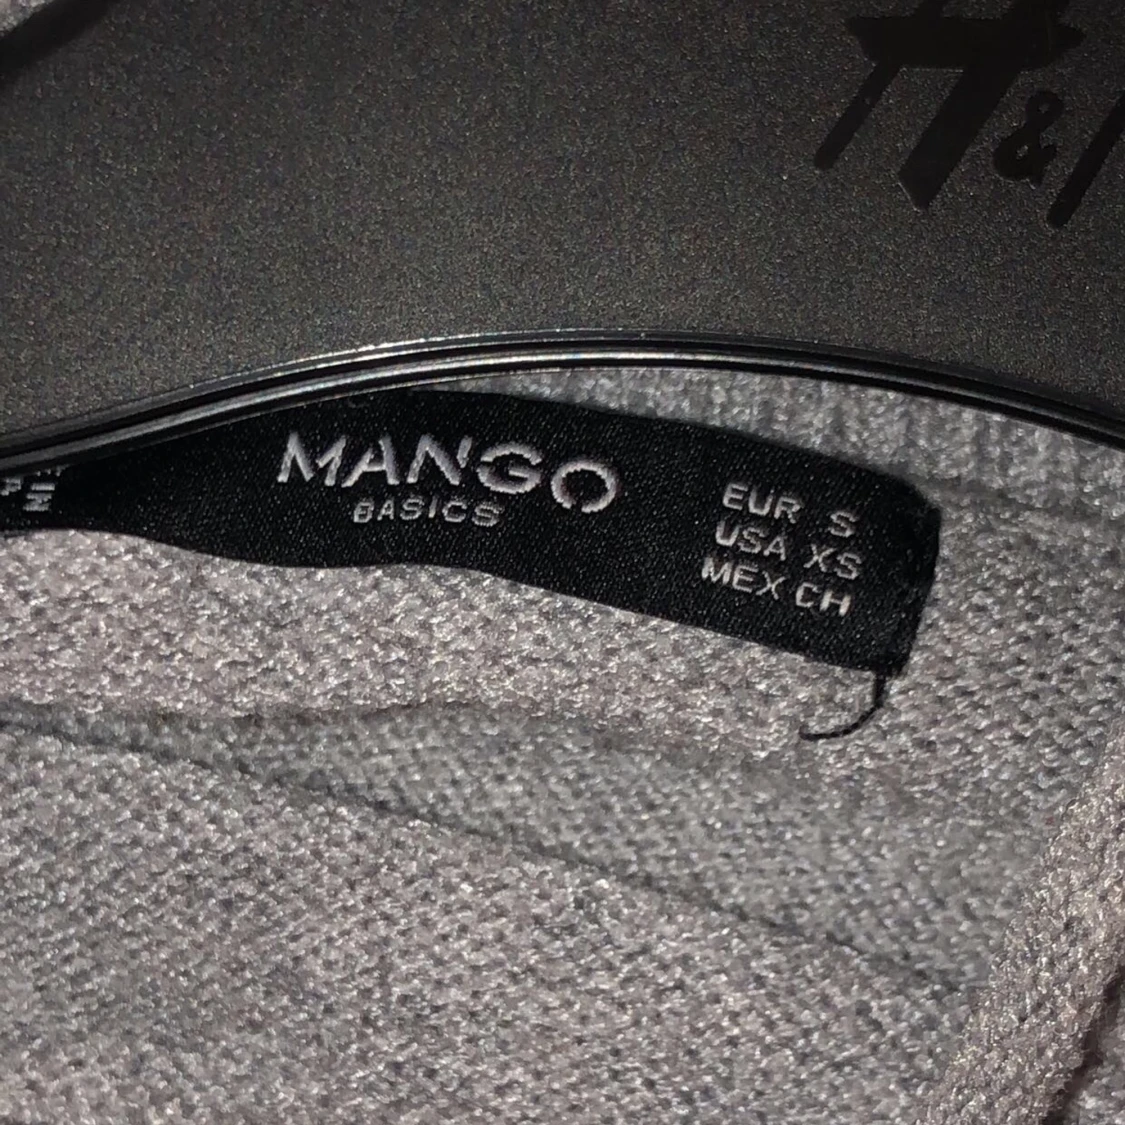 H&
MANGO
BASICS
EUR S
USA XS
MEX CH